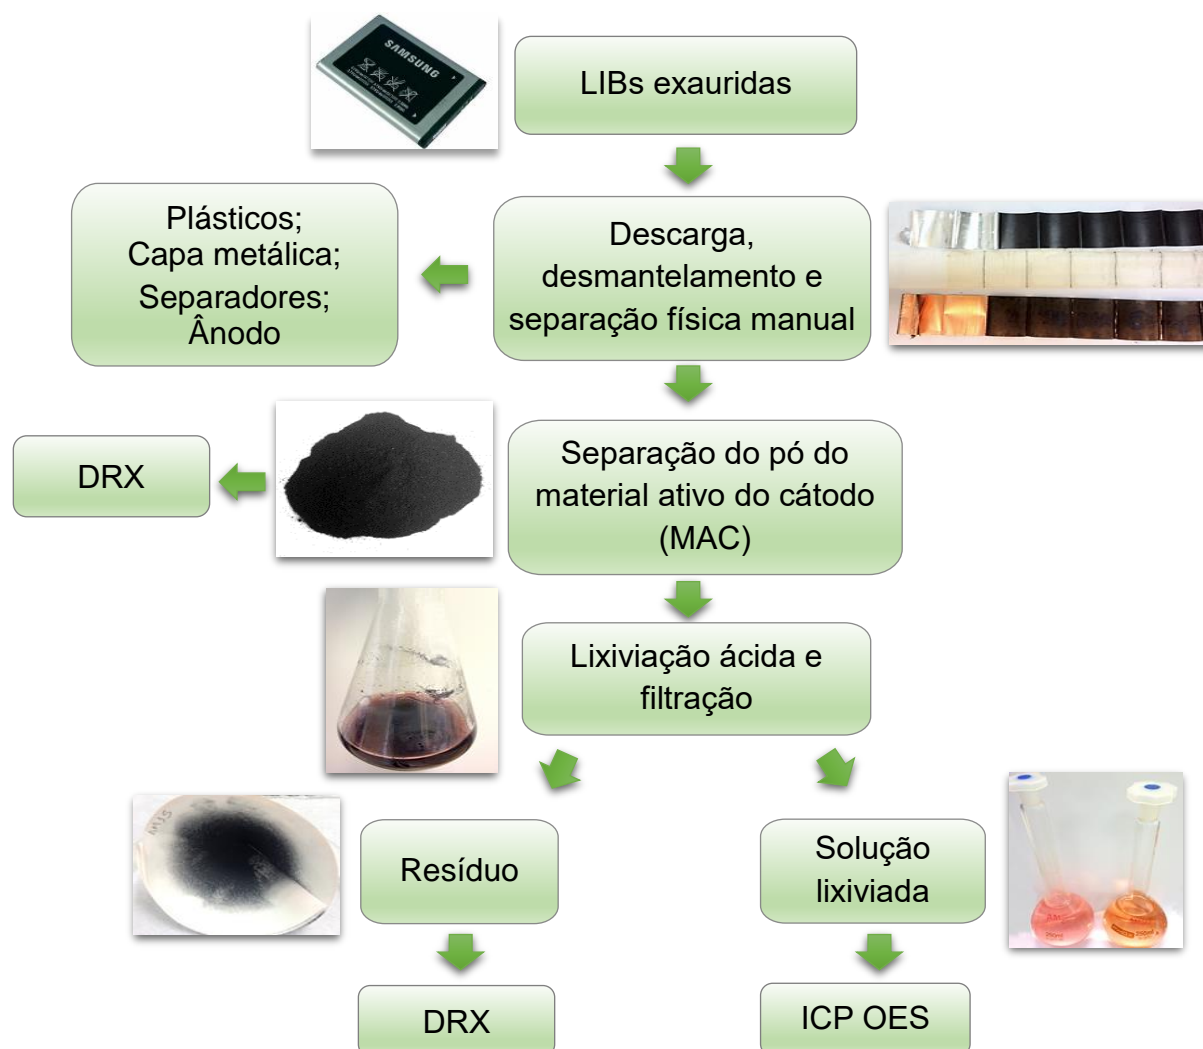 SAMSUNG
LIBs exauridas
Plásticos;
Capa metálica;
Separadores;
Ânodo
Descarga,
desmantelamento e
separação física manual
DRX
Separação do pó do
material ativo do cátodo
(MAC)
Lixiviação ácida e
filtração
Resíduo
Solução
lixiviada
DRX
ICP OES